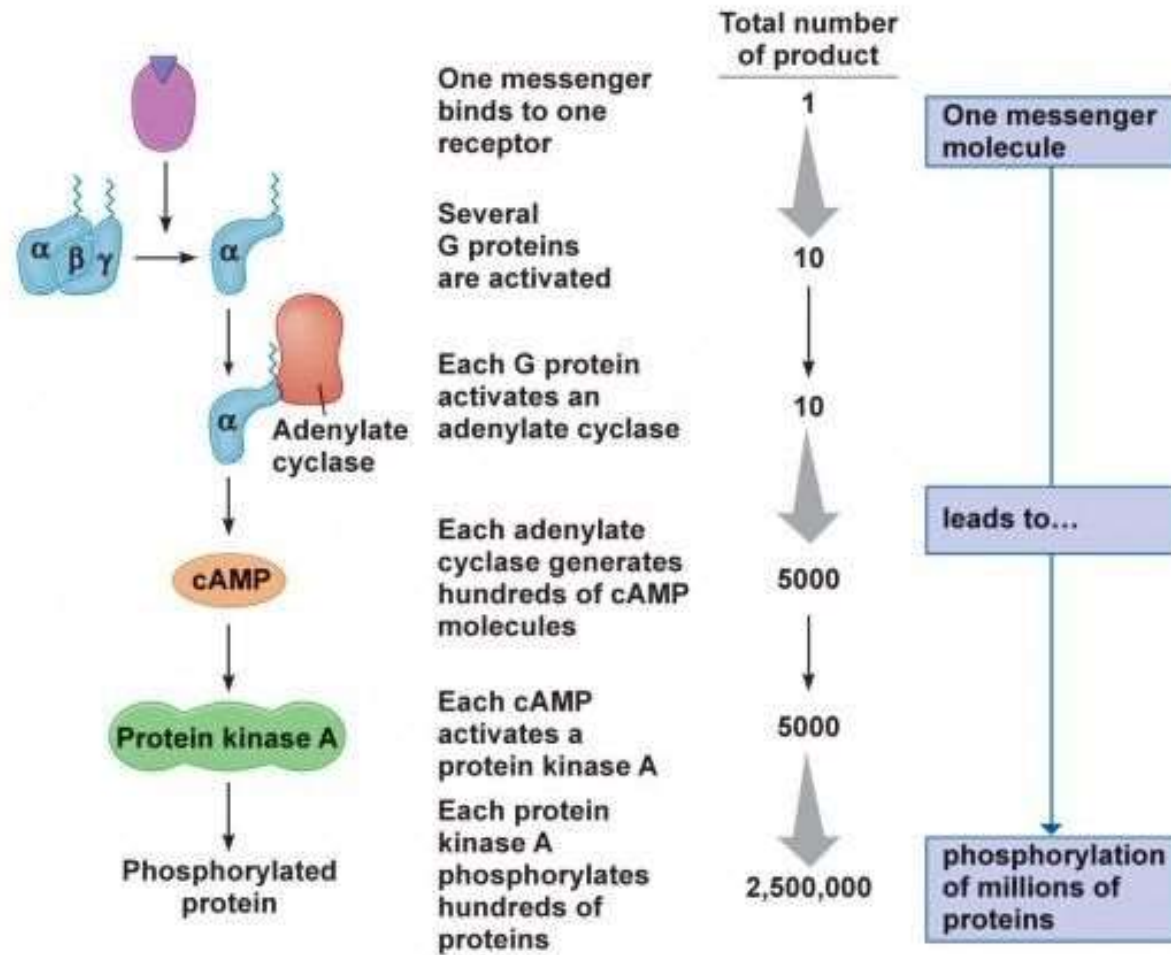 Total number
of product
One messenger
binds to one
receptor
1
One messenger
molecule
α β γ
α
Several
G proteins
are activated
10
α
Adenylate
cyclase
Each G protein
activates an
adenylate cyclase
10
leads to...
cAMP
Each adenylate
cyclase generates
hundreds of cAMP
molecules
5000
Protein kinase A
Each cAMP
activates a
protein kinase A
5000
Phosphorylated
protein
Each protein
kinase A
phosphorylates
hundreds of
proteins
2,500,000
phosphorylation
of millions of
proteins